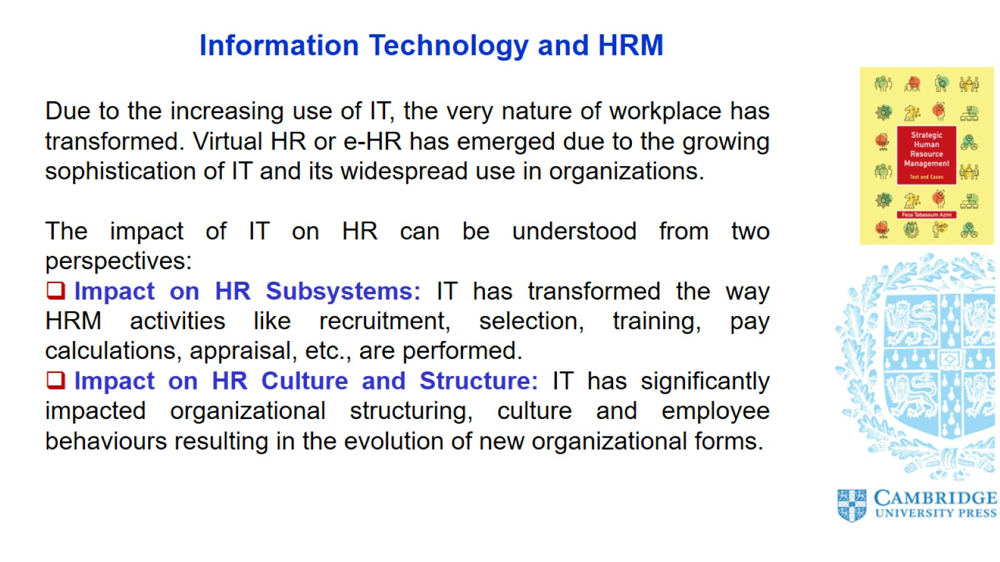 Information Technology and HRM
Due to the increasing use of IT, the very nature of workplace has
transformed. Virtual HR or e-HR has emerged due to the growing
sophistication of IT and its widespread use in organizations.
The impact of IT on HR can be understood from two
perspectives:
❑ Impact on HR Subsystems: IT has transformed the way
HRM activities like recruitment, selection, training, pay
calculations, appraisal, etc., are performed.
❑ Impact on HR Culture and Structure: IT has significantly
impacted organizational structuring, culture and employee
behaviours resulting in the evolution of new organizational forms.
Strategic
Human
Resource
Management
Text and Cases
Feza Tabassum Azmi
CAMBRIDGE
UNIVERSITY PRESS